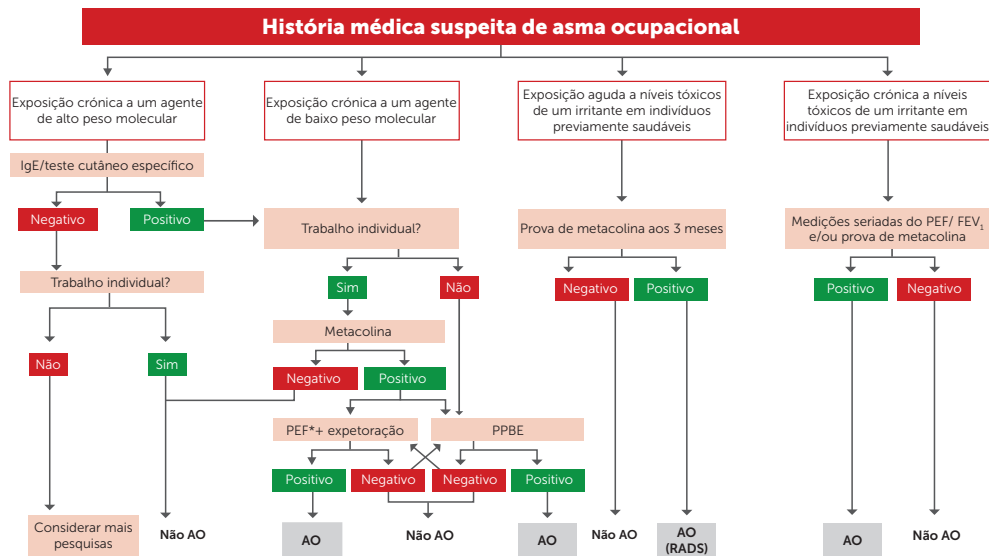 História médica suspeita de asma ocupacional
Exposição crónica a um agente
de alto peso molecular
Exposição crónica a um agente
de baixo peso molecular
Exposição aguda a níveis tóxicos
de um irritante em indivíduos
previamente saudáveis
Exposição crónica a níveis
tóxicos de um irritante em
indivíduos previamente saudáveis
IgE/teste cutâneo específico
Negativo
Positivo
Trabalho individual?
Prova de metacolina aos 3 meses
Medições seriadas do PEF/ FEV₁
e/ou prova de metacolina
Trabalho individual?
Sim
Não
Negativo
Positivo
Positivo
Negativo
Metacolina
Não
Sim
Negativo
Positivo
PEF*+ expetoração
PPBE
Positivo
Negativo
Negativo
Positivo
Considerar mais
pesquisas
Não AO
AO
Não AO
AO
Não AO
AO
(RADS)
AO
Não AO